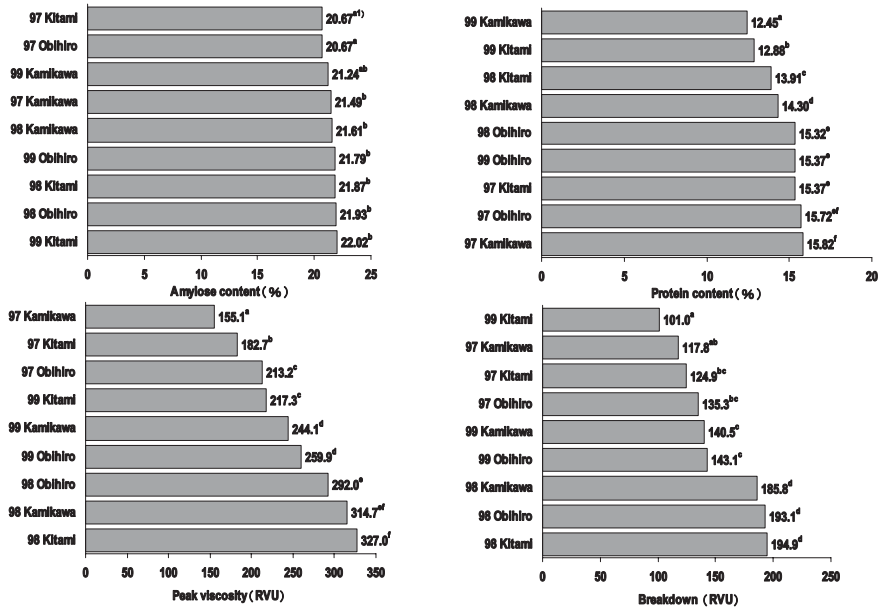 97 Kitami 20.67a1)
97 Obihiro 20.67a
99 Kamikawa 21.24ab
97 Kamikawa 21.49b
98 Kamikawa 21.61b
99 Obihiro 21.79b
98 Kitami 21.87b
98 Obihiro 21.93b
99 Kitami 22.02b
0 5 10 15 20 25
Amylose content ( % )
99 Kamikawa 12.45a
99 Kitami 12.88b
98 Kitami 13.91c
98 Kamikawa 14.30d
98 Obihiro 15.32e
99 Obihiro 15.37e
97 Kitami 15.37e
97 Obihiro 15.72ef
97 Kamikawa 15.82f
0 5 10 15 20
Protein content ( % )
97 Kamikawa 155.1a
97 Kitami 182.7b
97 Obihiro 213.2c
99 Kitami 217.3c
99 Kamikawa 244.1d
99 Obihiro 259.9d
98 Obihiro 292.0e
98 Kamikawa 314.7ef
98 Kitami 327.0f
0 50 100 150 200 250 300 350
Peak viscosity ( RVU )
99 Kitami 101.0a
97 Kamikawa 117.8ab
97 Kitami 124.9bc
97 Obihiro 135.3bc
99 Kamikawa 140.5c
99 Obihiro 143.1c
98 Kamikawa 185.8d
98 Obihiro 193.1d
98 Kitami 194.9d
0 50 100 150 200 250
Breakdown ( RVU )